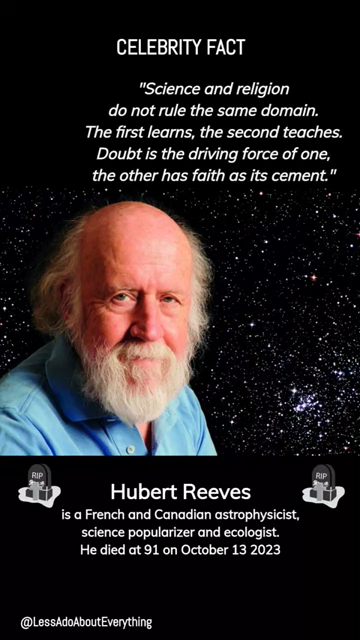 CELEBRITY FACT
"Science and religion
do not rule the same domain.
The first learns, the second teaches.
Doubt is the driving force of one,
the other has faith as its cement."
RIP
RIP
Hubert Reeves
is a French and Canadian astrophysicist,
science popularizer and ecologist.
He died at 91 on October 13 2023
@LessAdoAboutEverything